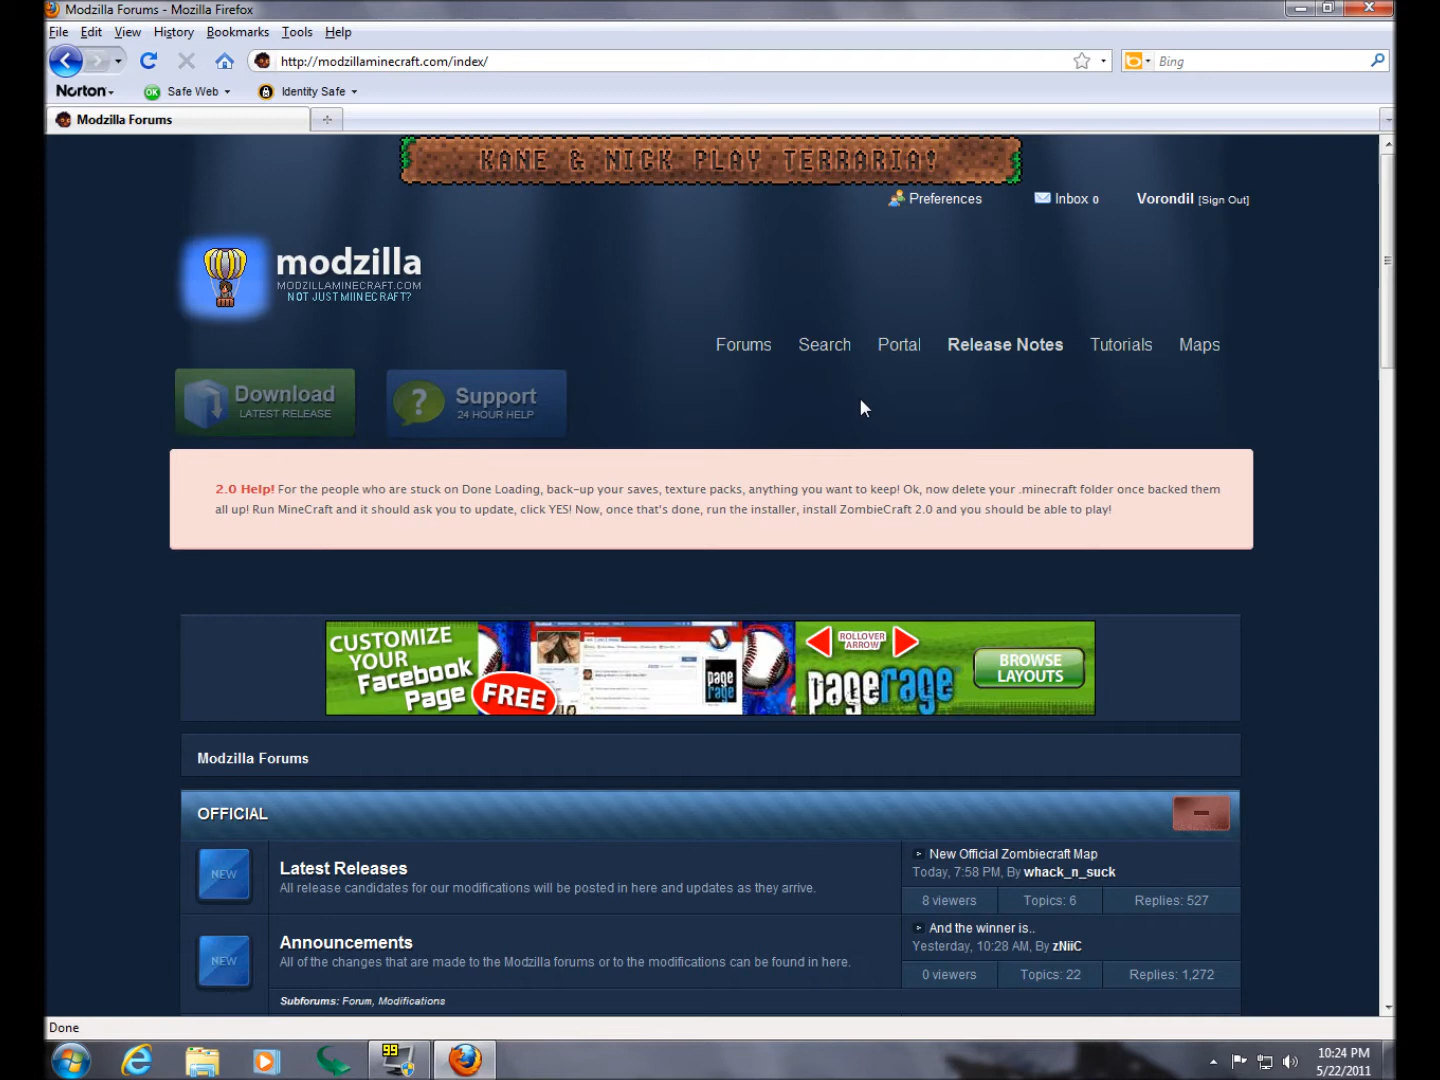 Modzilla Forums - Mozilla Firefox
File Edit View History Bookmarks Tools Help
http://modzillaminecraft.com/index/
Bing
Norton
OK Safe Web
Identity Safe
Modzilla Forums
KANE & NICK PLAY TERRARIA!
Preferences
Inbox 0
Vorondil [Sign Out]
modzilla
MODZILLAMINECRAFT.COM
NOT JUST MIINECRAFT?
Forums Search Portal Release Notes Tutorials Maps
Download
LATEST RELEASE
Support
24 HOUR HELP
2.0 Help! For the people who are stuck on Done Loading, back-up your saves, texture packs, anything you want to keep! Ok, now delete your .minecraft folder once backed them
all up! Run MineCraft and it should ask you to update, click YES! Now, once that's done, run the installer, install ZombieCraft 2.0 and you should be able to play!
CUSTOMIZE
YOUR
Facebook
Page
FREE
page
rage
ROLLOVER
ARROW
pagerage
BROWSE
LAYOUTS
Modzilla Forums
OFFICIAL
NEW
Latest Releases
All release candidates for our modifications will be posted in here and updates as they arrive.
New Official Zombiecraft Map
Today, 7:58 PM, By whack_n_suck
8 viewers
Topics: 6
Replies: 527
NEW
Announcements
All of the changes that are made to the Modzilla forums or to the modifications can be found in here.
Subforums: Forum, Modifications
And the winner is..
Yesterday, 10:28 AM, By zNiiC
0 viewers
Topics: 22
Replies: 1,272
Done
99
10:24 PM
5/22/2011